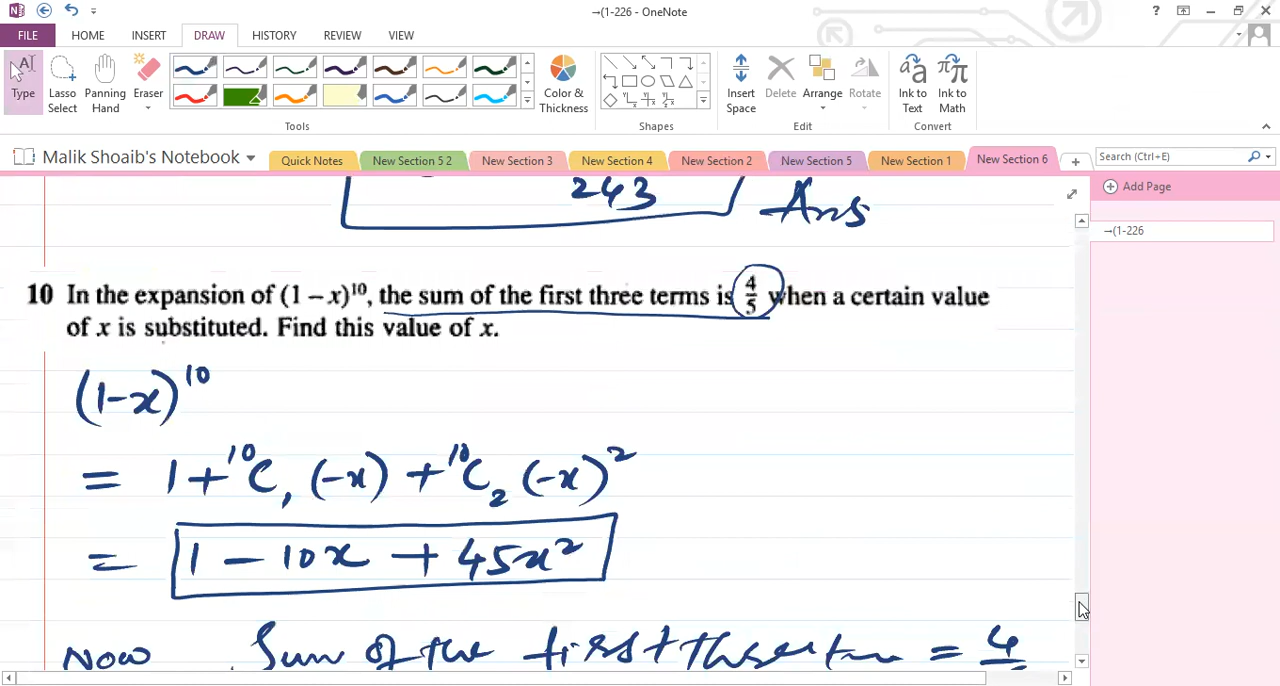 →(1-226 - OneNote
FILE HOME INSERT DRAW HISTORY REVIEW VIEW
Type Lasso Select Panning Hand Eraser Color & Thickness Insert Space Delete Arrange Rotate Ink to Text Ink to Math
Tools Shapes Edit Convert
Malik Shoaib's Notebook Quick Notes New Section 5 2 New Section 3 New Section 4 New Section 2 New Section 5 New Section 1 New Section 6 Search (Ctrl+E)
Add Page
→(1-226
243 Ans
10 In the expansion of (1 – x)¹⁰, the sum of the first three terms is 4/5 when a certain value
of x is substituted. Find this value of x.
(1-x)¹⁰
= 1 + ¹⁰C₁ (-x) + ¹⁰C₂ (-x)²
= 1 - 10x + 45x²
Now Sum of the first three = 4